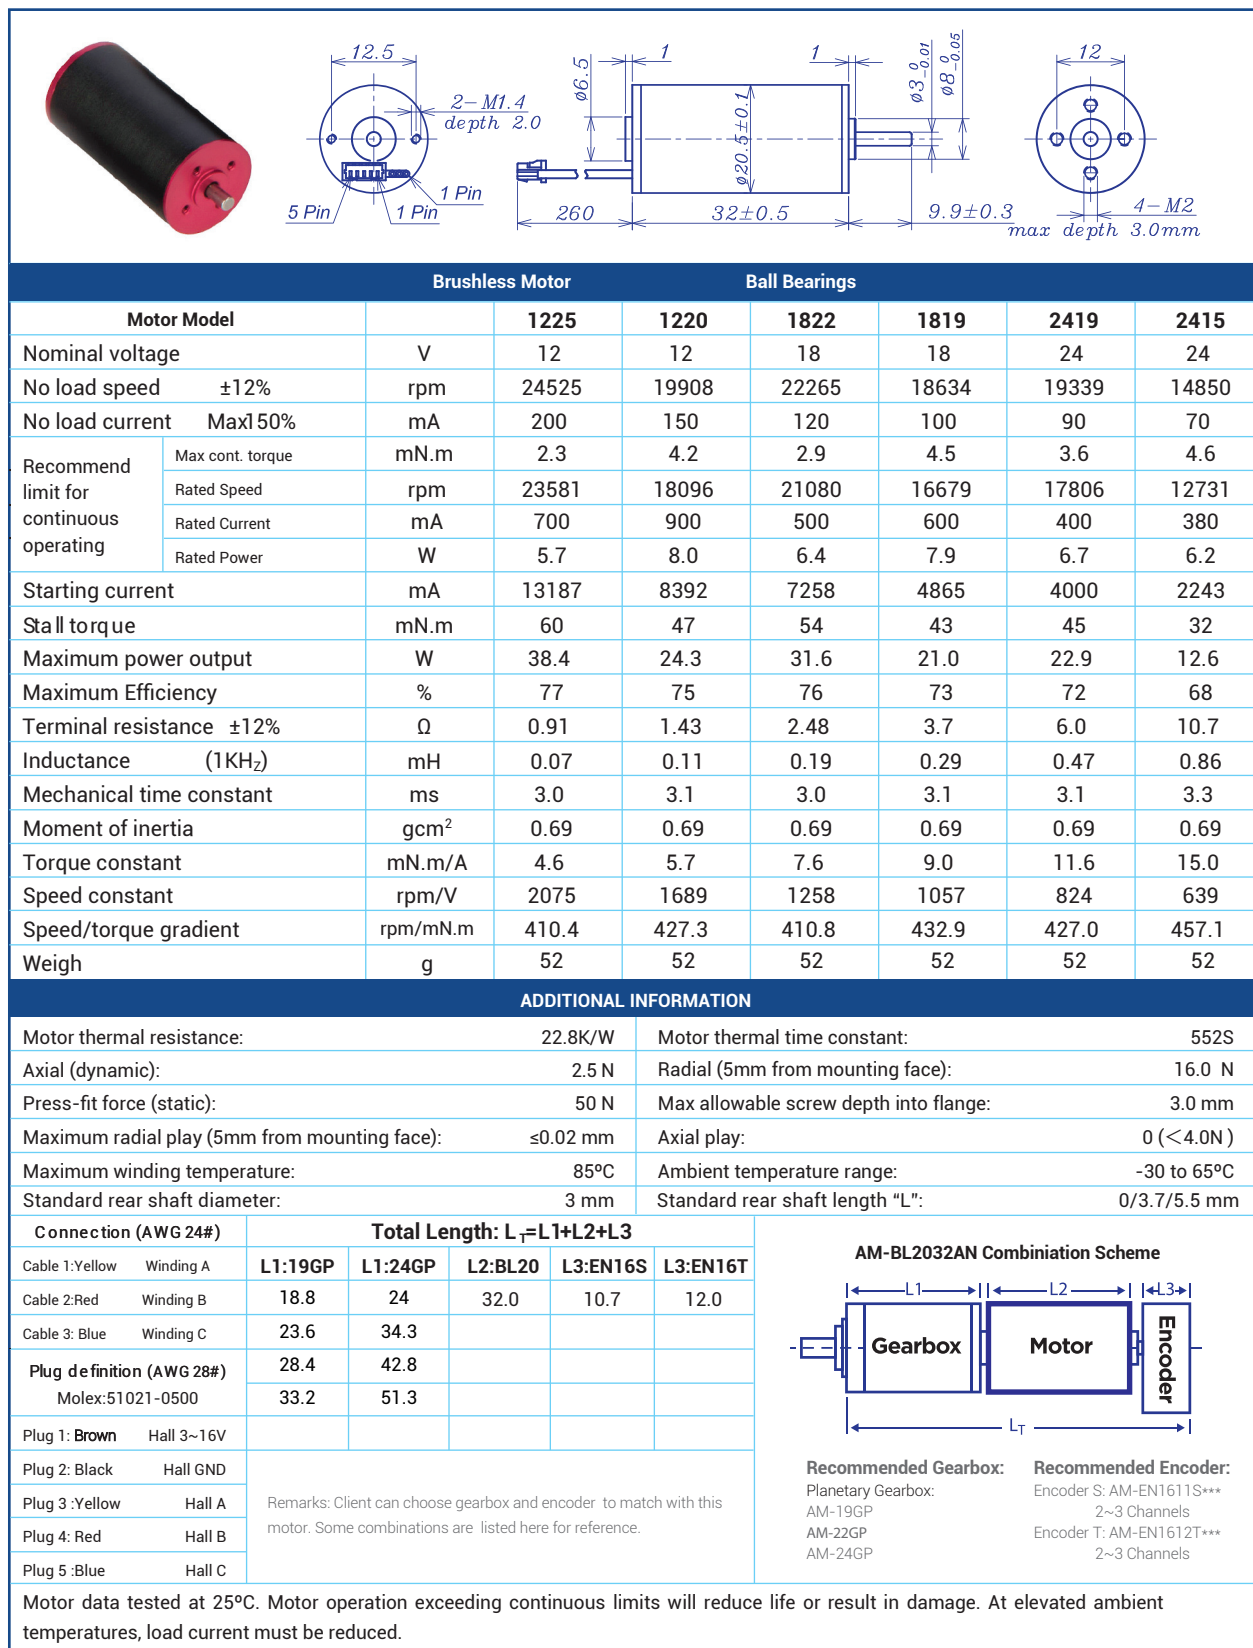 12.5
2-M1.4
depth 2.0
5 Pin
1 Pin
1 Pin
ø6.5
1
1
ø20.5±0.1
ø3 0 -0.01
ø8 0 -0.05
260
32±0.5
9.9±0.3
12
4-M2
max depth 3.0mm
Brushless Motor Ball Bearings
Motor Model 1225 1220 1822 1819 2419 2415
Nominal voltage V 12 12 18 18 24 24
No load speed ±12% rpm 24525 19908 22265 18634 19339 14850
No load current Max150% mA 200 150 120 100 90 70
Recommend limit for continuous operating
Max cont. torque mN.m 2.3 4.2 2.9 4.5 3.6 4.6
Rated Speed rpm 23581 18096 21080 16679 17806 12731
Rated Current mA 700 900 500 600 400 380
Rated Power W 5.7 8.0 6.4 7.9 6.7 6.2
Starting current mA 13187 8392 7258 4865 4000 2243
Stall torque mN.m 60 47 54 43 45 32
Maximum power output W 38.4 24.3 31.6 21.0 22.9 12.6
Maximum Efficiency % 77 75 76 73 72 68
Terminal resistance ±12% Ω 0.91 1.43 2.48 3.7 6.0 10.7
Inductance (1KHz) mH 0.07 0.11 0.19 0.29 0.47 0.86
Mechanical time constant ms 3.0 3.1 3.0 3.1 3.1 3.3
Moment of inertia gcm² 0.69 0.69 0.69 0.69 0.69 0.69
Torque constant mN.m/A 4.6 5.7 7.6 9.0 11.6 15.0
Speed constant rpm/V 2075 1689 1258 1057 824 639
Speed/torque gradient rpm/mN.m 410.4 427.3 410.8 432.9 427.0 457.1
Weigh g 52 52 52 52 52 52
ADDITIONAL INFORMATION
Motor thermal resistance: 22.8K/W Motor thermal time constant: 552S
Axial (dynamic): 2.5 N Radial (5mm from mounting face): 16.0 N
Press-fit force (static): 50 N Max allowable screw depth into flange: 3.0 mm
Maximum radial play (5mm from mounting face): ≤0.02 mm Axial play: 0 (＜4.0N)
Maximum winding temperature: 85ºC Ambient temperature range: -30 to 65ºC
Standard rear shaft diameter: 3 mm Standard rear shaft length “L”: 0/3.7/5.5 mm
Connection (AWG 24#)
Cable 1:Yellow Winding A
Cable 2:Red Winding B
Cable 3: Blue Winding C
Plug definition (AWG 28#)
Molex:51021-0500
Plug 1: Brown Hall 3~16V
Plug 2: Black Hall GND
Plug 3 :Yellow Hall A
Plug 4: Red Hall B
Plug 5 :Blue Hall C
Total Length: LT=L1+L2+L3
L1:19GP L1:24GP L2:BL20 L3:EN16S L3:EN16T
18.8 24 32.0 10.7 12.0
23.6 34.3
28.4 42.8
33.2 51.3
Remarks: Client can choose gearbox and encoder to match with this
motor. Some combinations are listed here for reference.
AM-BL2032AN Combiniation Scheme
L1 L2 L3
Gearbox Motor Encoder
LT
Recommended Gearbox:
Planetary Gearbox:
AM-19GP
AM-22GP
AM-24GP
Recommended Encoder:
Encoder S: AM-EN1611S***
2~3 Channels
Encoder T: AM-EN1612T***
2~3 Channels
Motor data tested at 25ºC. Motor operation exceeding continuous limits will reduce life or result in damage. At elevated ambient
temperatures, load current must be reduced.